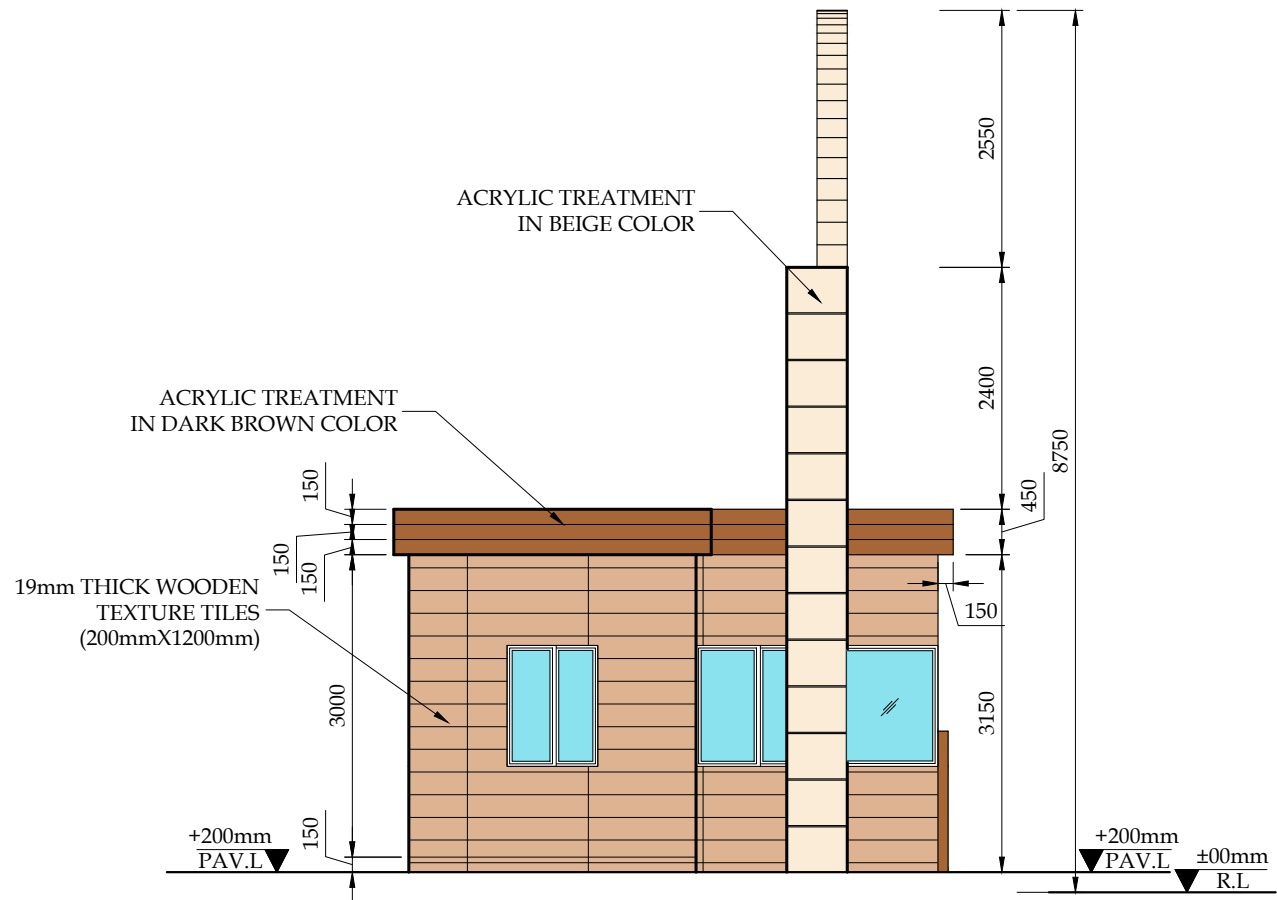 2550
ACRYLIC TREATMENT
IN BEIGE COLOR
2400
8750
ACRYLIC TREATMENT
IN DARK BROWN COLOR
150
150
150
450
19mm THICK WOODEN
TEXTURE TILES
(200mmX1200mm)
150
3000
3150
150
+200mm
PAV.L
+200mm
PAV.L
±00mm
R.L